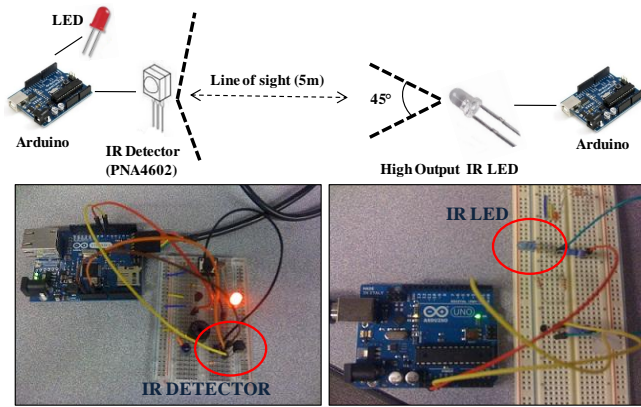 LED
Arduino
IR Detector
(PNA4602)
Line of sight (5m)
45°
High Output IR LED
Arduino
IR DETECTOR
IR LED
ARDUINO
UNO